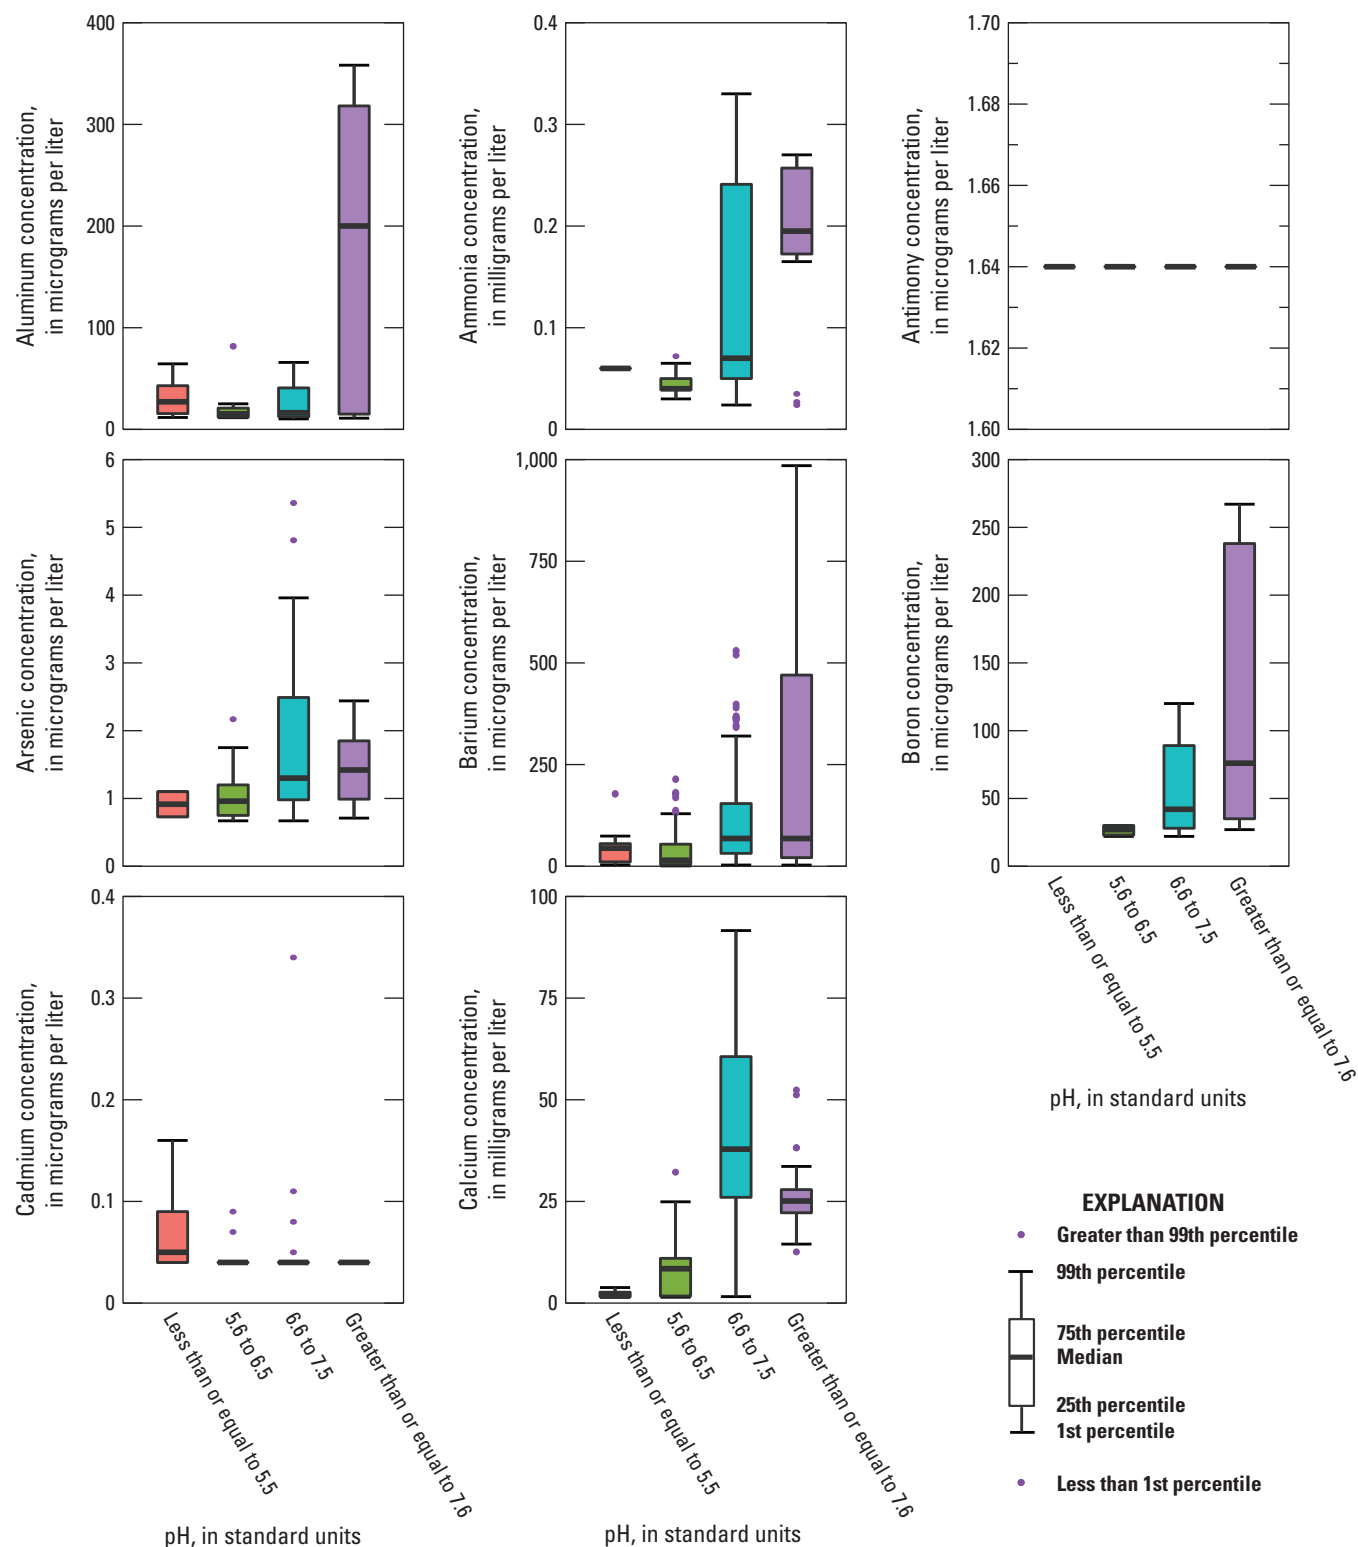 Aluminum concentration,
in micrograms per liter
400
300
200
100
0
Ammonia concentration,
in milligrams per liter
0.4
0.3
0.2
0.1
0
Antimony concentration,
in micrograms per liter
1.70
1.68
1.66
1.64
1.62
1.60
Arsenic concentration,
in micrograms per liter
6
5
4
3
2
1
0
Barium concentration,
in micrograms per liter
1,000
750
500
250
0
Boron concentration,
in micrograms per liter
300
250
200
150
100
50
0
Less than or equal to 5.5
5.6 to 6.5
6.6 to 7.5
Greater than or equal to 7.6
pH, in standard units
Cadmium concentration,
in micrograms per liter
0.4
0.3
0.2
0.1
0
Less than or equal to 5.5
5.6 to 6.5
6.6 to 7.5
Greater than or equal to 7.6
pH, in standard units
Calcium concentration,
in milligrams per liter
100
75
50
25
0
Less than or equal to 5.5
5.6 to 6.5
6.6 to 7.5
Greater than or equal to 7.6
pH, in standard units
EXPLANATION
Greater than 99th percentile
99th percentile
75th percentile
Median
25th percentile
1st percentile
Less than 1st percentile